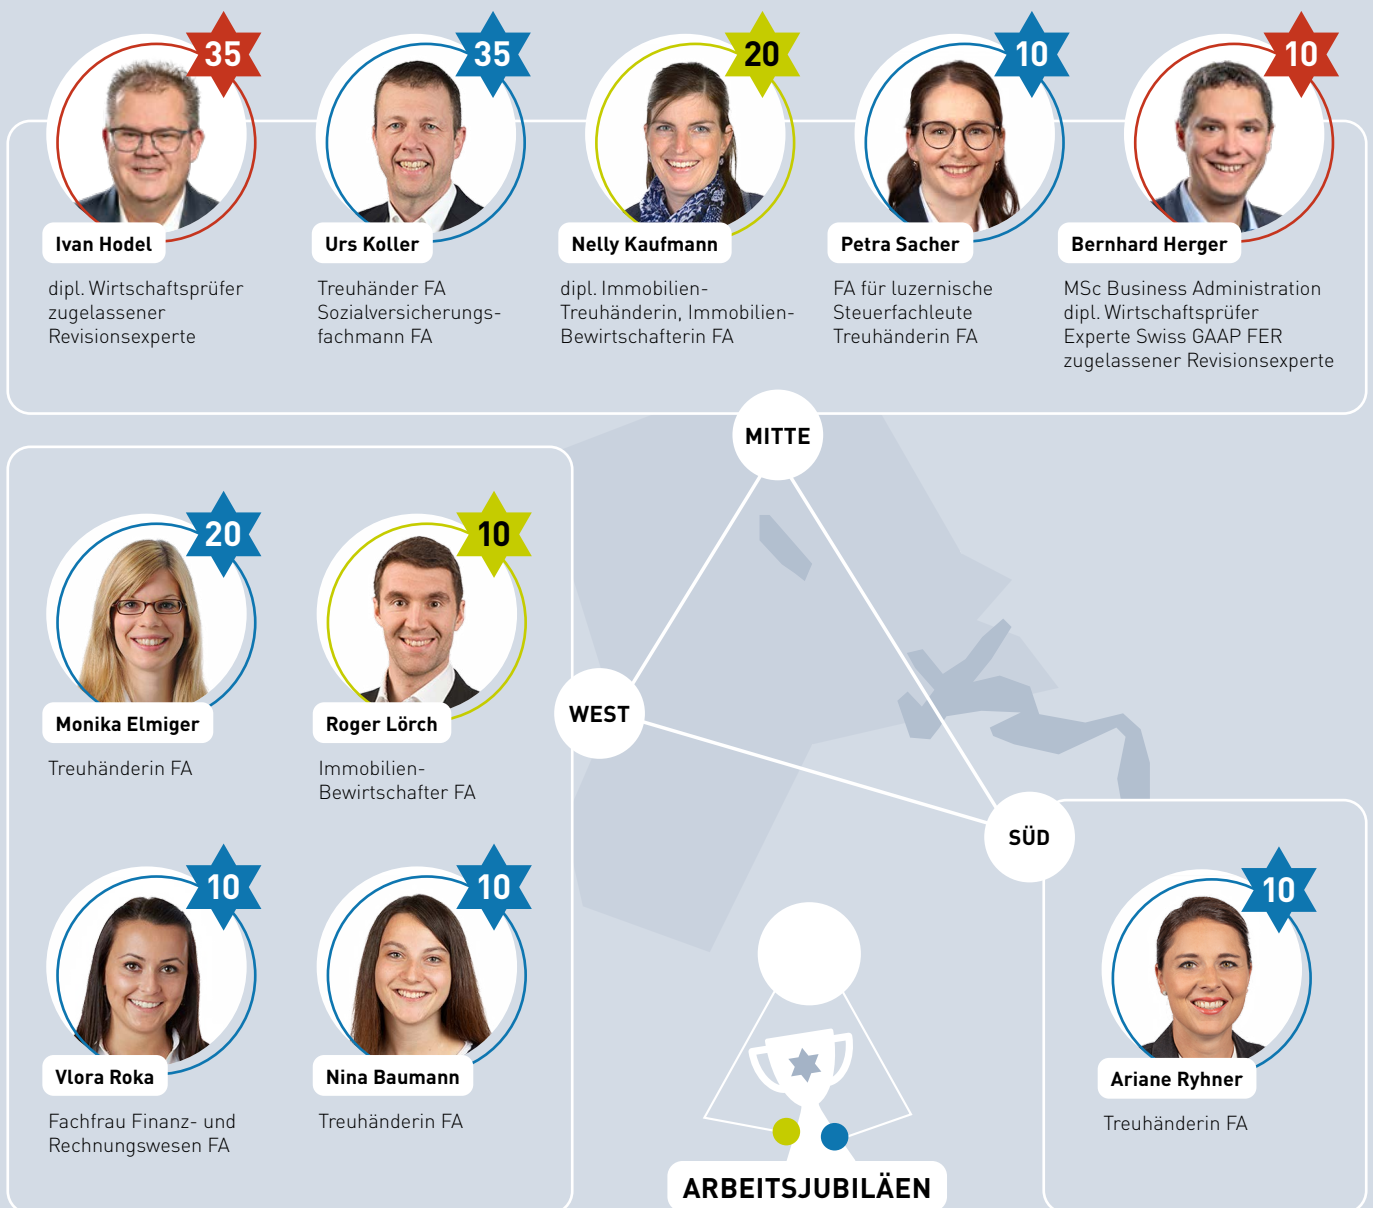 35
35
20
10
10
Ivan Hodel
dipl. Wirtschaftsprüfer
zugelassener
Revisionsexperte
Urs Koller
Treuhänder FA
Sozialversicherungs-
fachmann FA
Nelly Kaufmann
dipl. Immobilien-
Treuhänderin, Immobilien-
Bewirtschafterin FA
Petra Sacher
FA für luzernische
Steuerfachleute
Treuhänderin FA
Bernhard Herger
MSc Business Administration
dipl. Wirtschaftsprüfer
Experte Swiss GAAP FER
zugelassener Revisionsexperte
MITTE
20
10
Monika Elmiger
Treuhänderin FA
Roger Lörch
Immobilien-
Bewirtschafter FA
WEST
10
10
Vlora Roka
Fachfrau Finanz- und
Rechnungswesen FA
Nina Baumann
Treuhänderin FA
SÜD
10
Ariane Ryhner
Treuhänderin FA
ARBEITSJUBILÄEN